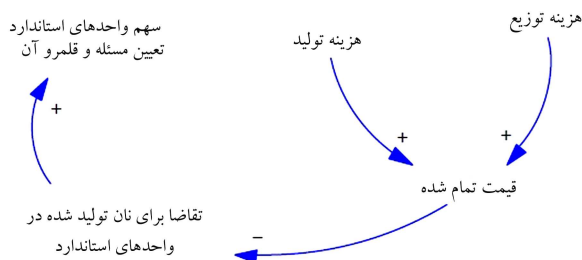 هزینه توزیع
هزینه تولید
سهم واحدهای استاندارد
تعیین مسئله و قلمرو آن
+
+
+
قیمت تمام شده
تقاضا برای نان تولید شده در
واحدهای استاندارد
−